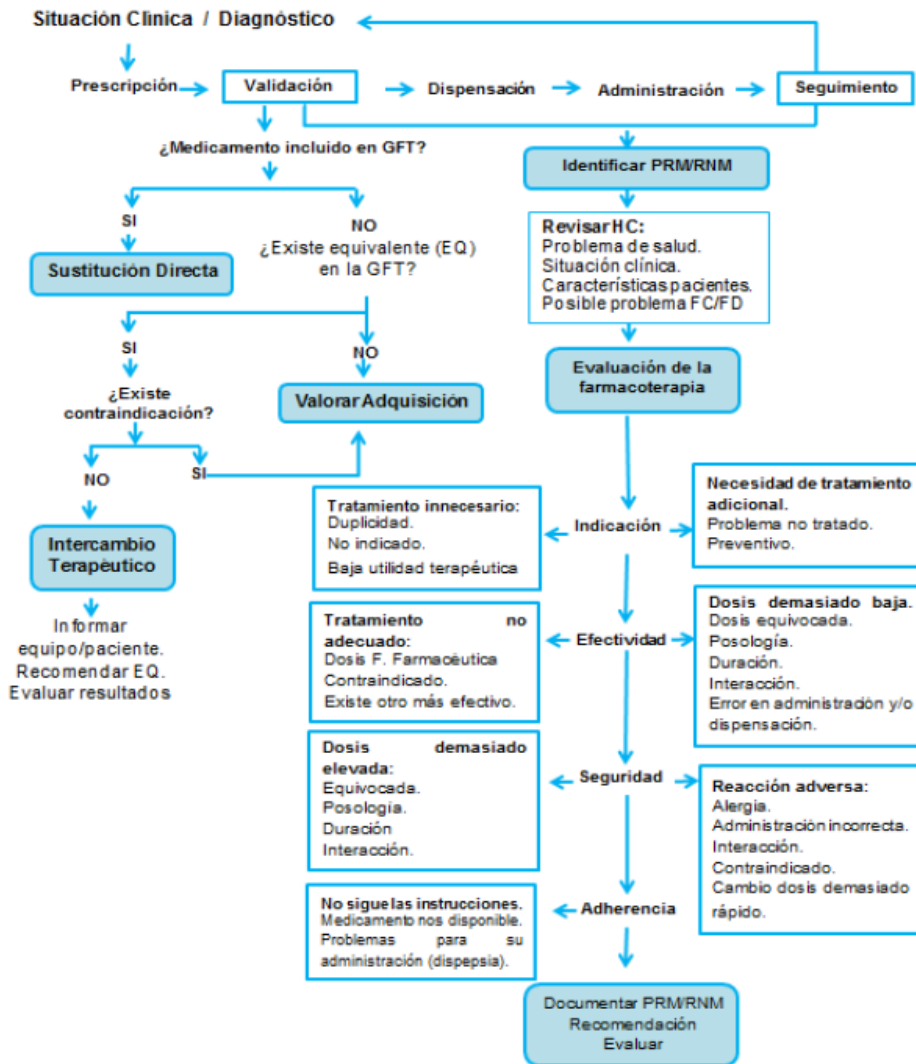 Situación Clínica / Diagnóstico
Prescripción
Validación
Dispensación
Administración
Seguimiento
¿Medicamento incluido en GFT?
SI
Sustitución Directa
NO
¿Existe equivalente (EQ)
en la GFT?
SI
NO
¿Existe
contraindicación?
Valorar Adquisición
NO
SI
Intercambio
Terapéutico
Informar
equipo/paciente.
Recomendar EQ.
Evaluar resultados
Identificar PRM/RNM
Revisar HC:
Problema de salud.
Situación clínica.
Características pacientes.
Posible problema FC/FD
Evaluación de la
farmacoterapia
Indicación
Tratamiento innecesario:
Duplicidad.
No indicado.
Baja utilidad terapéutica
Necesidad de tratamiento
adicional.
Problema no tratado.
Preventivo.
Efectividad
Tratamiento no
adecuado:
Dosis F. Farmacéutica
Contraindicado.
Existe otro más efectivo.
Dosis demasiado baja.
Dosis equivocada.
Posología.
Duración.
Interacción.
Error en administración y/o
dispensación.
Seguridad
Dosis demasiado
elevada:
Equivocada.
Posología.
Duración
Interacción.
Reacción adversa:
Alergia.
Administración incorrecta.
Interacción.
Contraindicado.
Cambio dosis demasiado
rápido.
Adherencia
No sigue las instrucciones.
Medicamento nos disponible.
Problemas para su
administración (dispepsia).
Documentar PRM/RNM
Recomendación
Evaluar